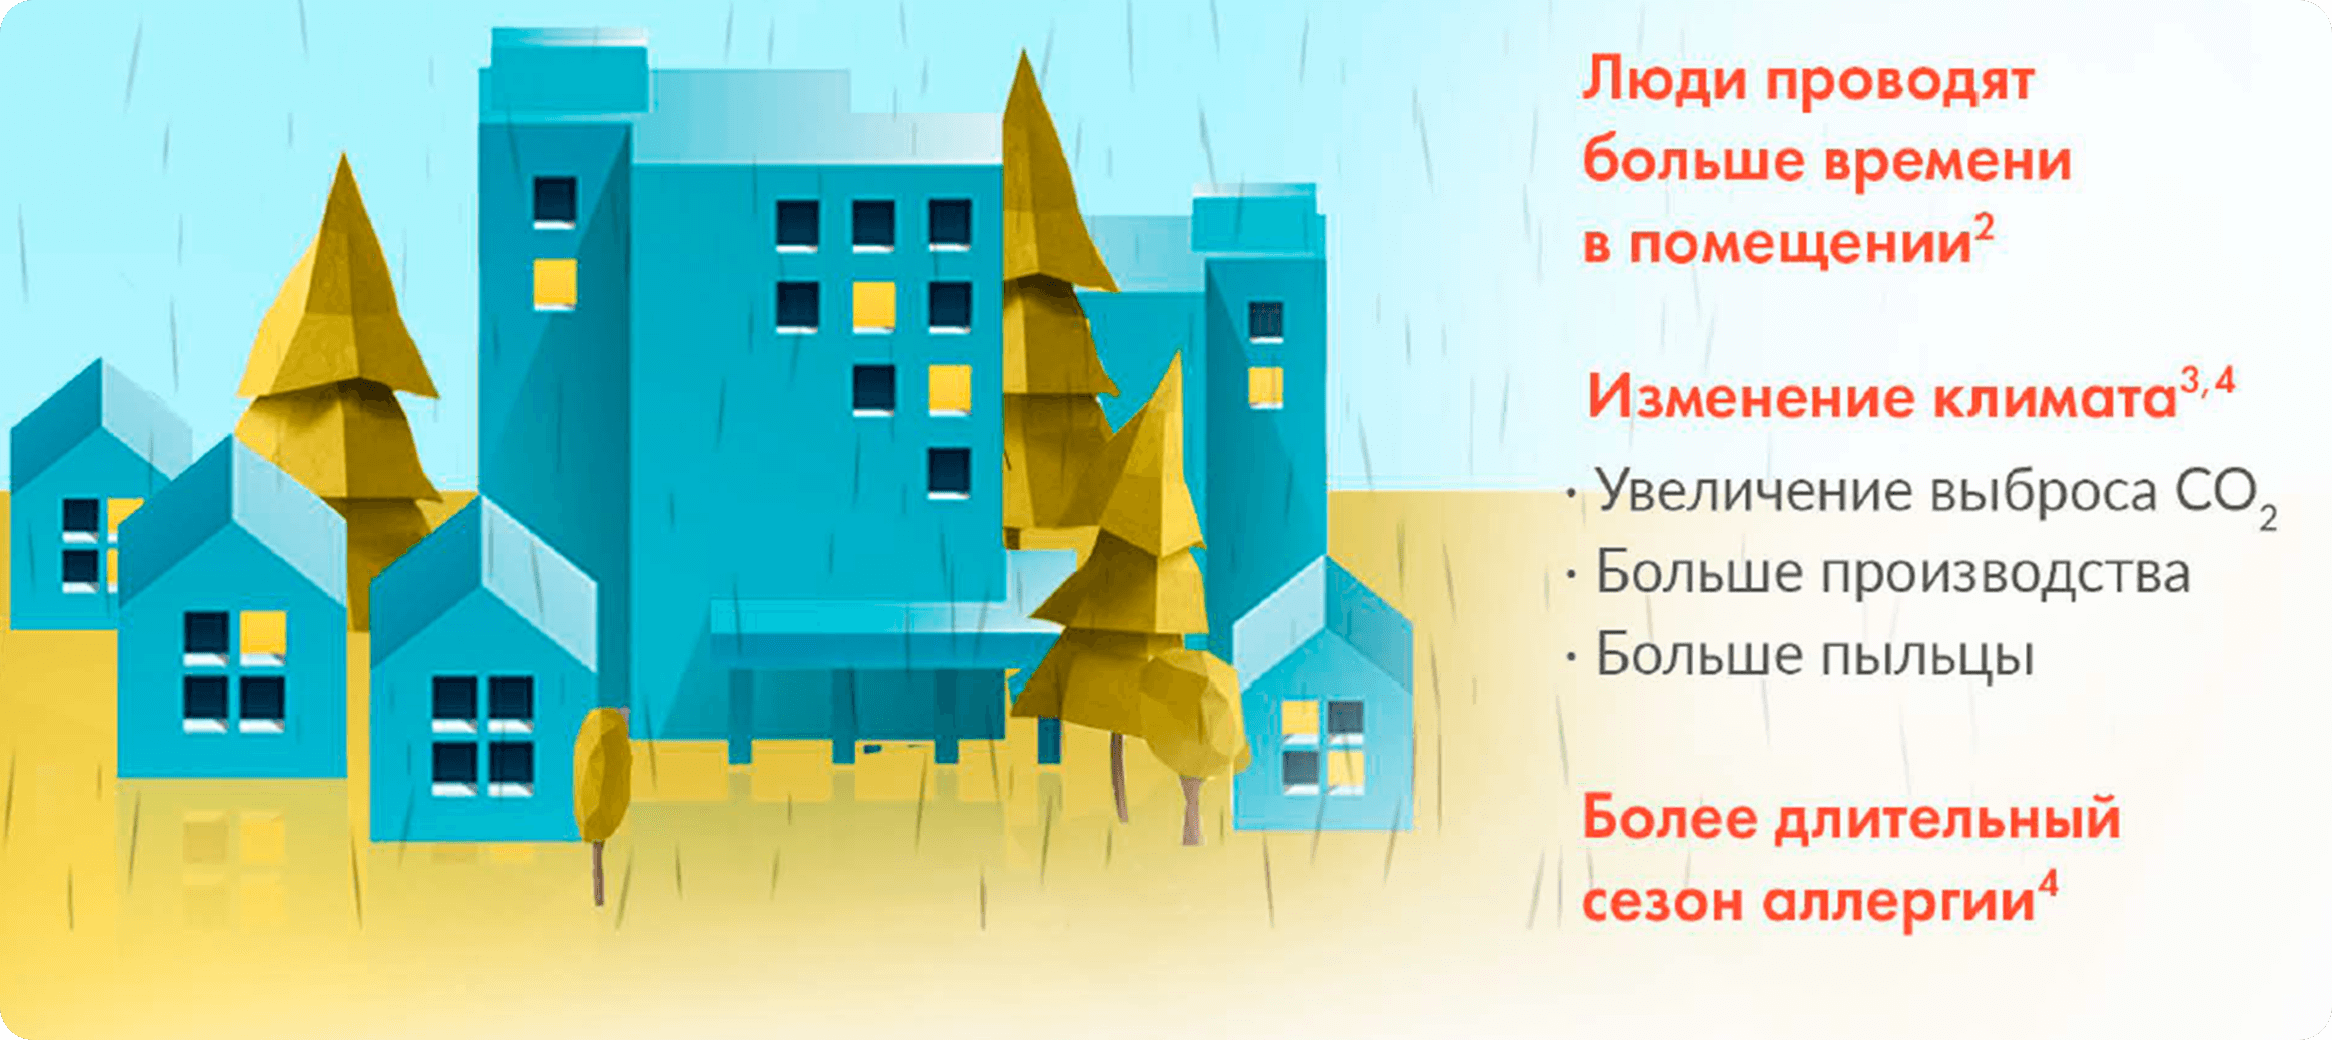 Люди проводят
больше времени
в помещении²
Изменение климата³,⁴
· Увеличение выброса CO₂
· Больше производства
· Больше пыльцы
Более длительный
сезон аллергии⁴